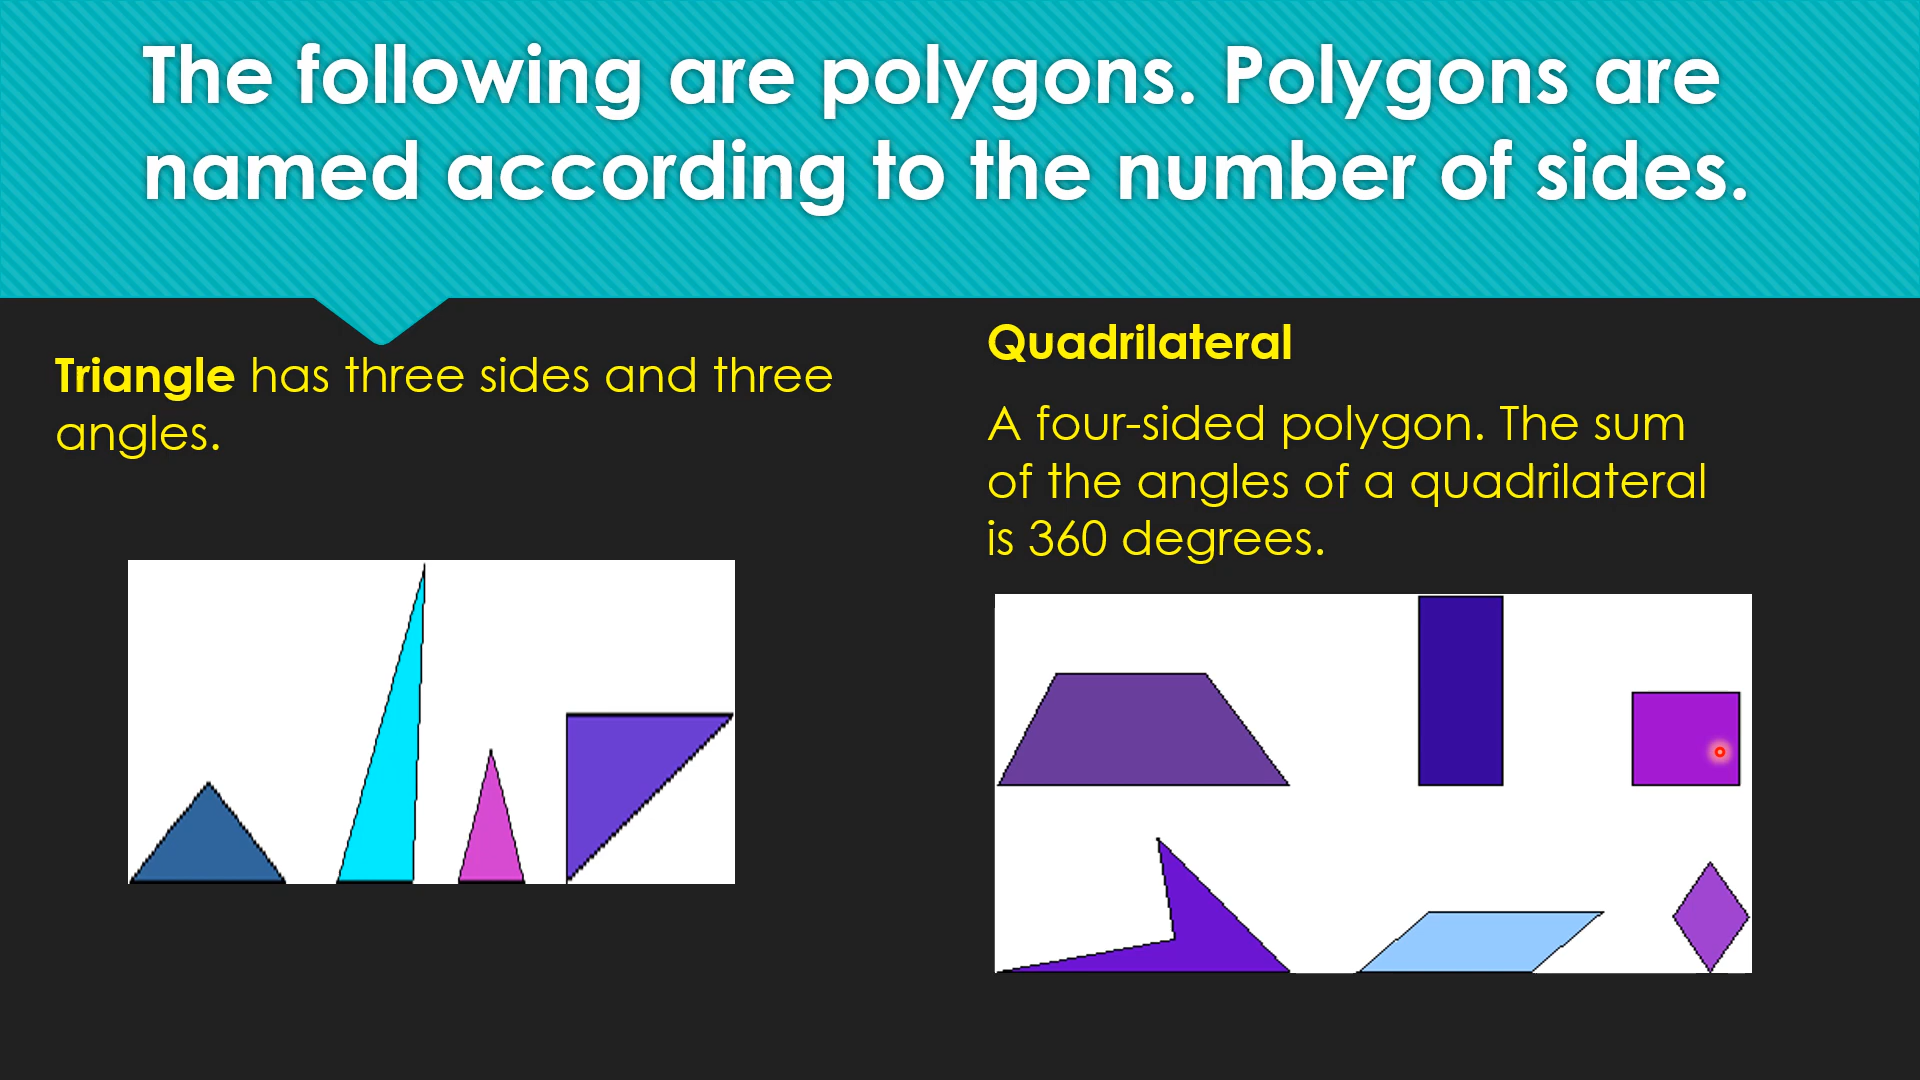 The following are polygons. Polygons are
named according to the number of sides.
Triangle has three sides and three
angles.
Quadrilateral
A four-sided polygon. The sum
of the angles of a quadrilateral
is 360 degrees.